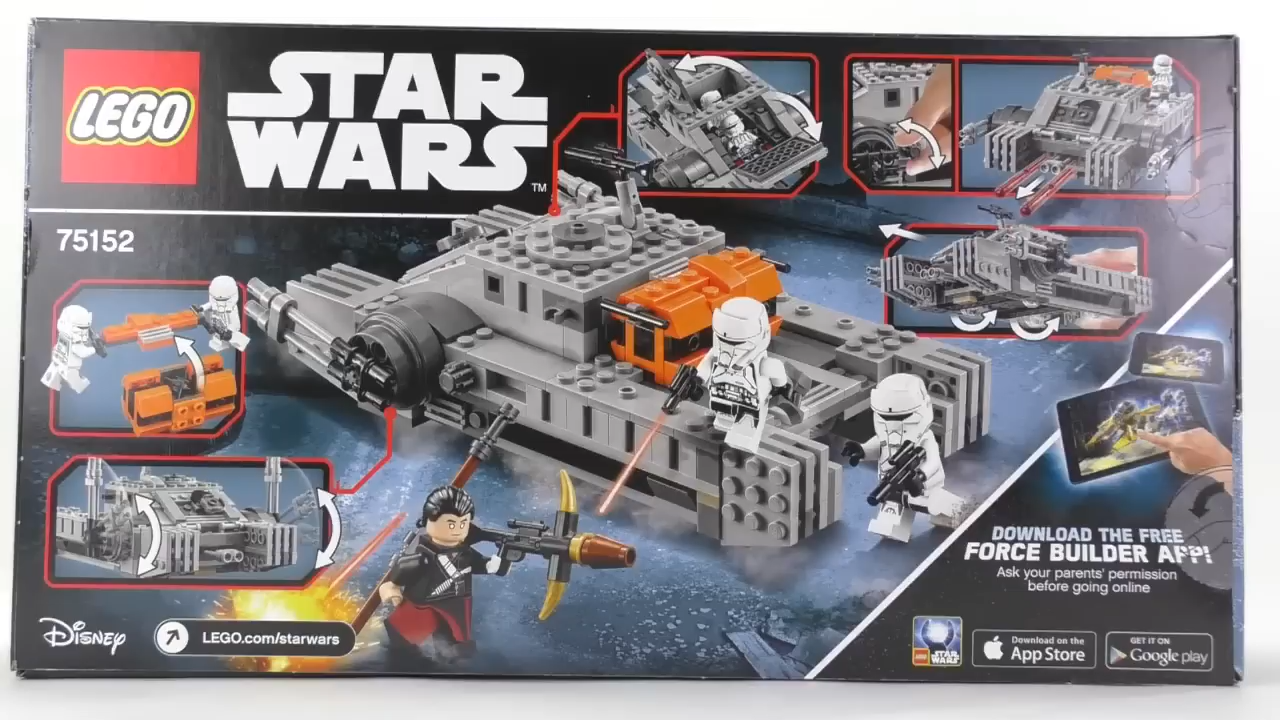 LEGO
STAR
WARS
TM
75152
DOWNLOAD THE FREE
FORCE BUILDER APP!
Ask your parents' permission
before going online
Disney
LEGO.com/starwars
LEGO
STAR
WARS
Download on the
App Store
GET IT ON
Google play